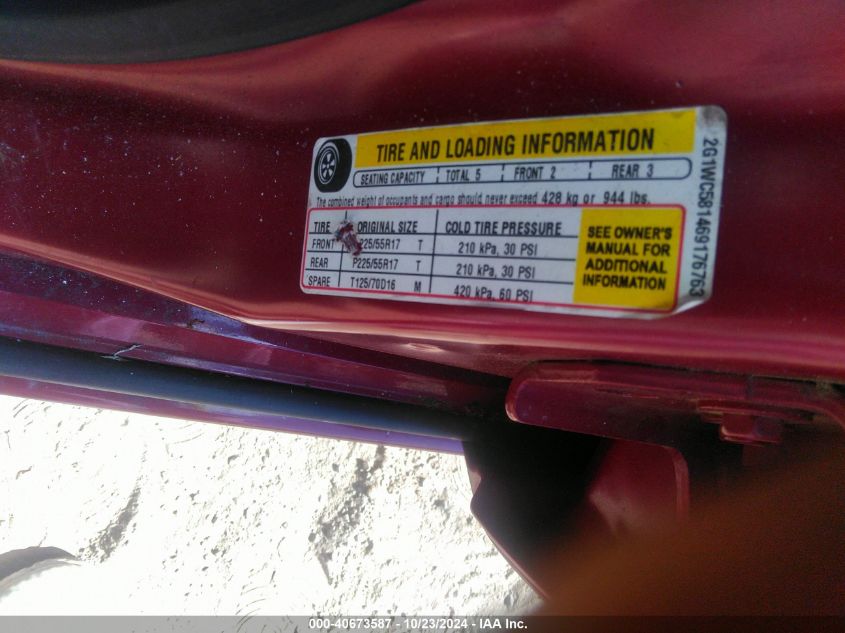 TIRE AND LOADING INFORMATION
SEATING CAPACITY TOTAL 5 FRONT 2 REAR 3
The combined weight of occupants and cargo should never exceed 428 kg or 944 lbs.
TIRE ORIGINAL SIZE COLD TIRE PRESSURE
FRONT P225/55R17 T 210 kPa, 30 PSI
REAR P225/55R17 T 210 kPa, 30 PSI
SPARE T125/70D16 M 420 kPa, 60 PSI
SEE OWNER'S
MANUAL FOR
ADDITIONAL
INFORMATION
2G1WC581469176763
000-40673587 - 10/23/2024 - IAA Inc.